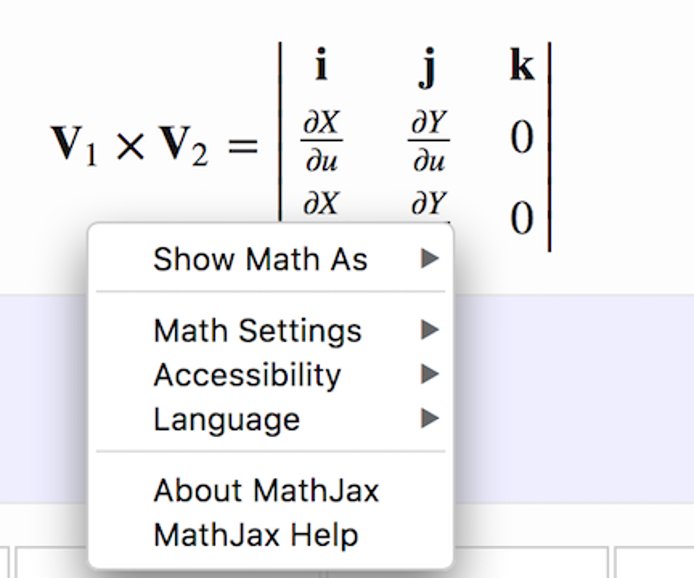 i j k
V₁ × V₂ =
∂X/∂u ∂Y/∂u 0
∂X ∂Y 0
Show Math As
Math Settings
Accessibility
Language
About MathJax
MathJax Help